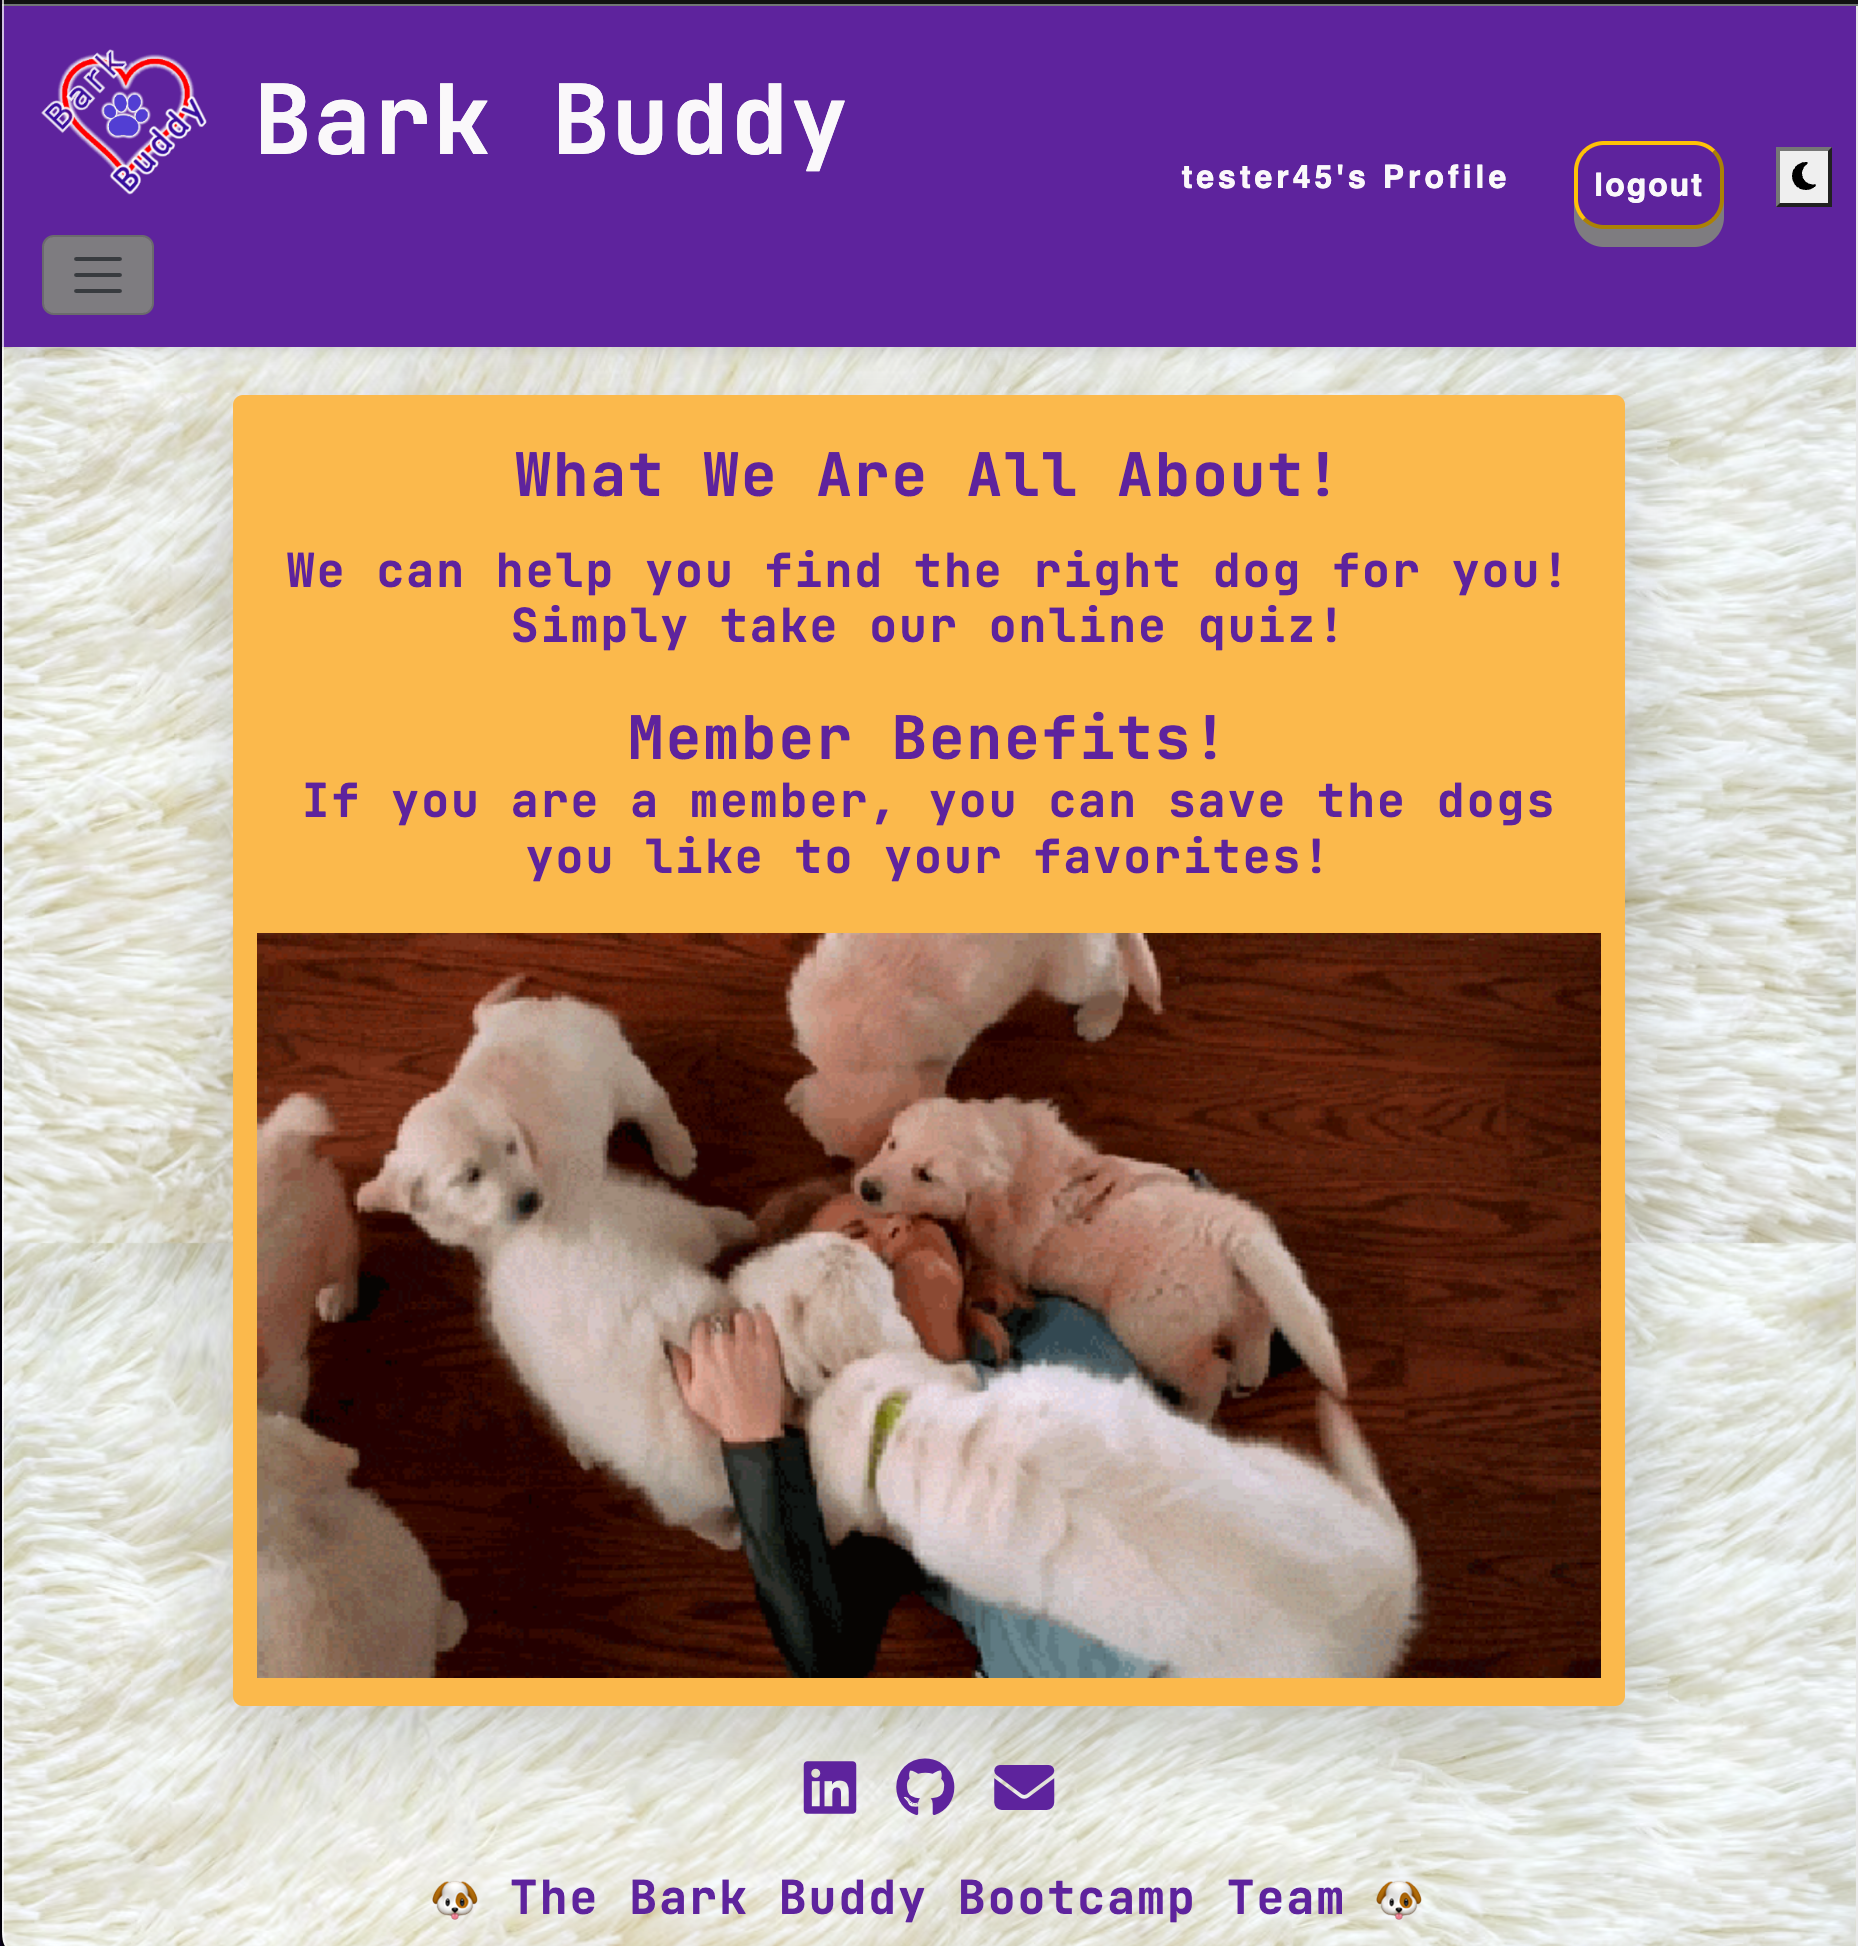 Bark Buddy
Bark Buddy
tester45's Profile
logout
What We Are All About!
We can help you find the right dog for you!
Simply take our online quiz!
Member Benefits!
If you are a member, you can save the dogs
you like to your favorites!
in
🐶 The Bark Buddy Bootcamp Team 🐶